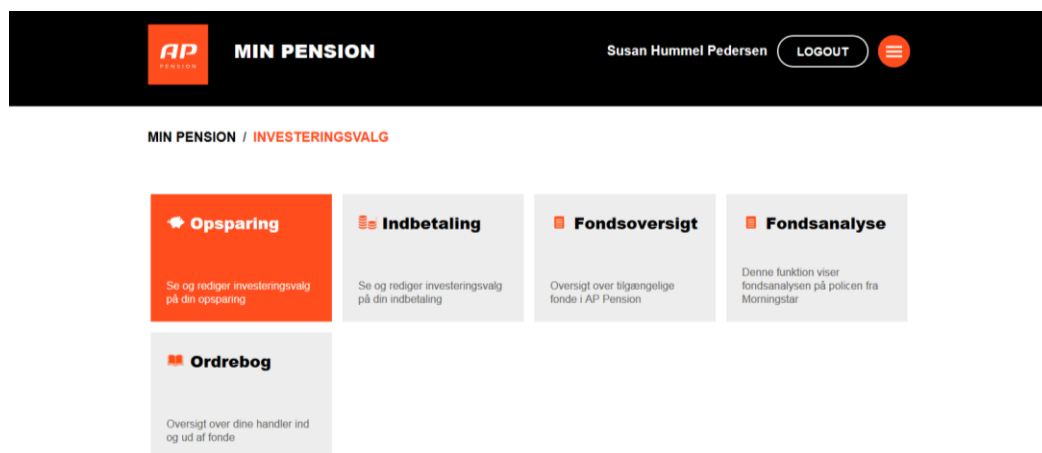 AP
PENSION
MIN PENSION
Susan Hummel Pedersen
LOGOUT
MIN PENSION / INVESTERINGSVALG
Opsparing
Se og rediger investeringsvalg
på din opsparing
Indbetaling
Se og rediger investeringsvalg
på din indbetaling
Fondsoversigt
Oversigt over tilgængelige
fonde i AP Pension
Fondsanalyse
Denne funktion viser
fondsanalysen på policen fra
Morningstar
Ordrebog
Oversigt over dine handler ind
og ud af fonde